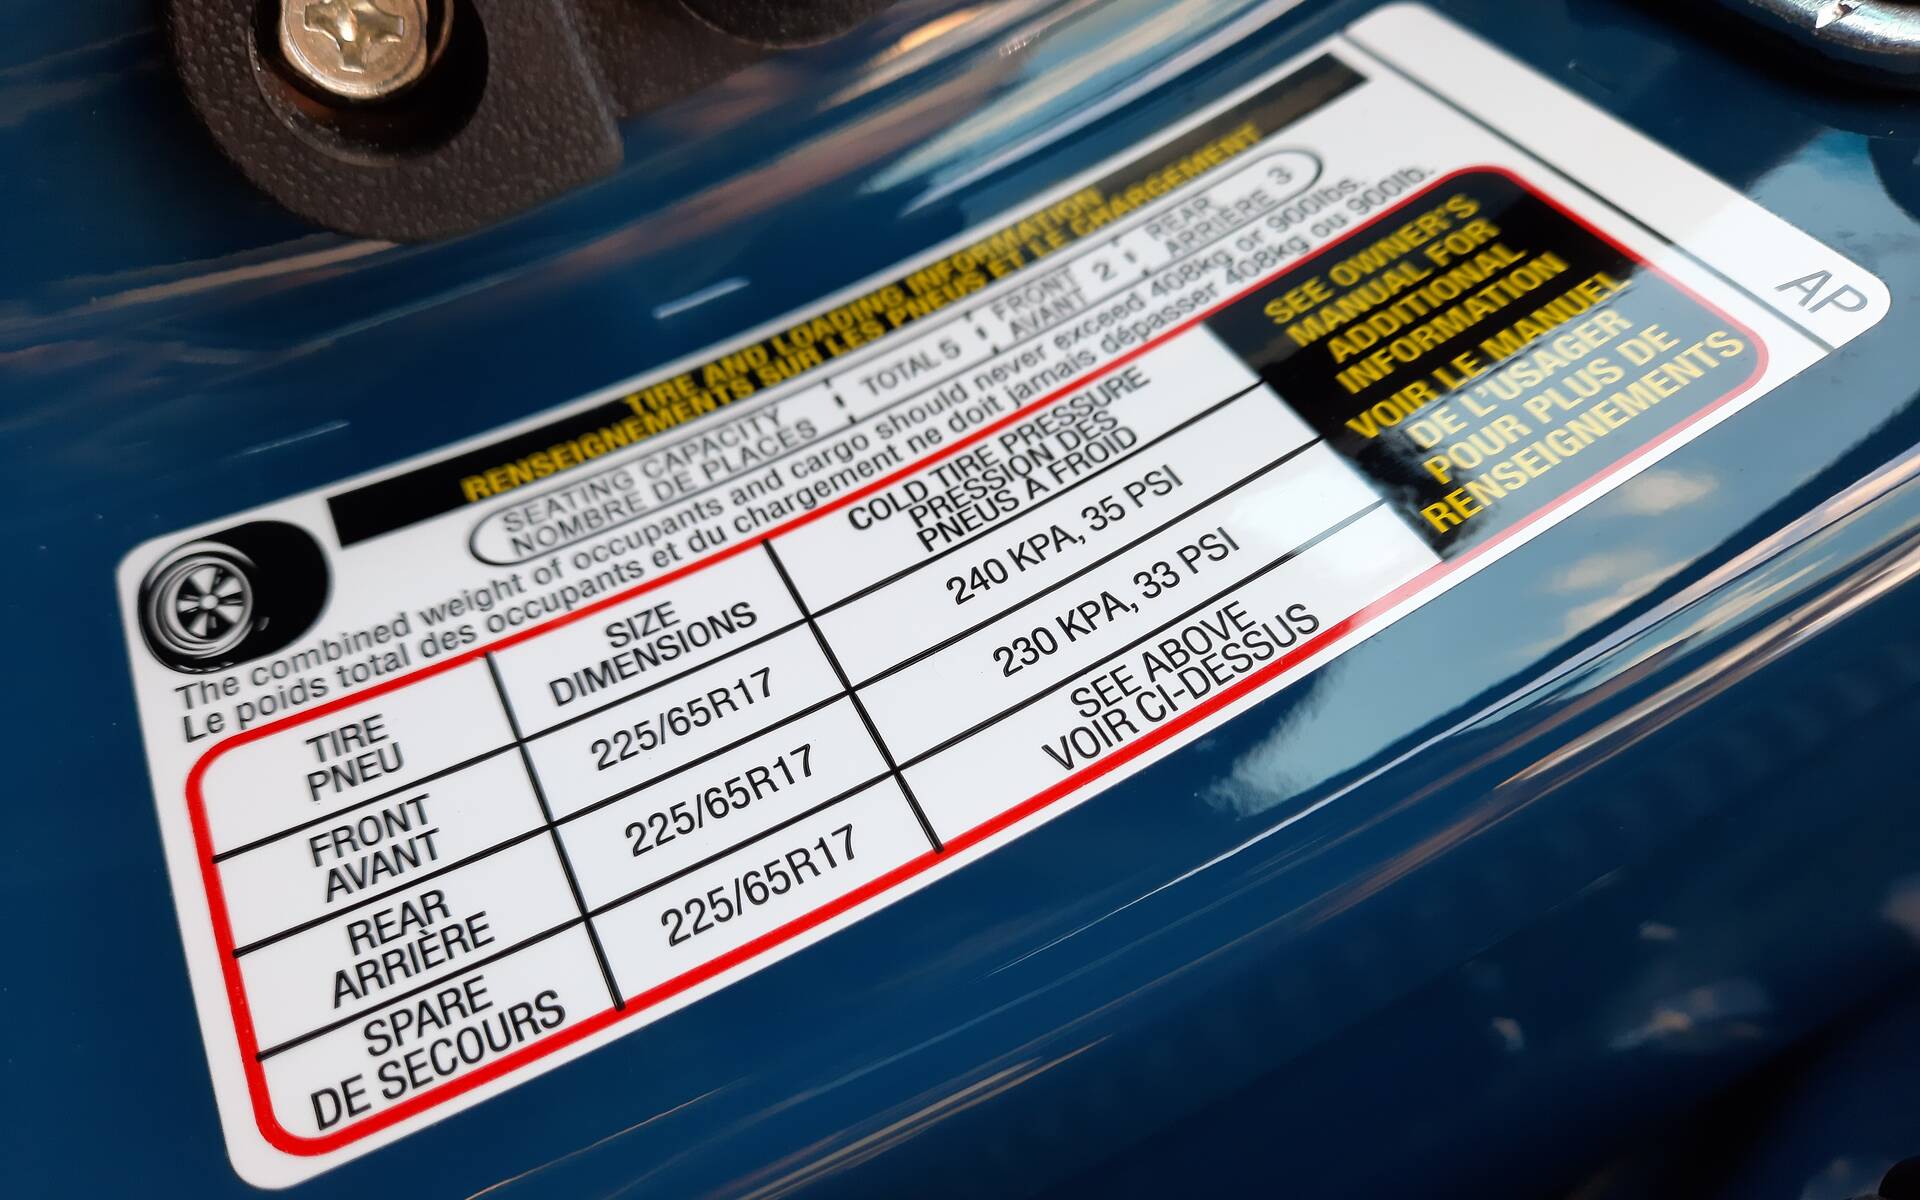 TIRE AND LOADING INFORMATION
RENSEIGNEMENTS SUR LES PNEUS ET LE CHARGEMENT
SEATING CAPACITY
NOMBRE DE PLACES
TOTAL 5
FRONT
AVANT
2
REAR
ARRIÈRE
3
The combined weight of occupants and cargo should never exceed 408kg or 900lbs.
Le poids total des occupants et du chargement ne doit jamais dépasser 408kg ou 900lb.
TIRE
PNEU
SIZE
DIMENSIONS
COLD TIRE PRESSURE
PRESSION DES
PNEUS À FROID
FRONT
AVANT
225/65R17
240 KPA, 35 PSI
REAR
ARRIÈRE
225/65R17
230 KPA, 33 PSI
SPARE
DE SECOURS
225/65R17
SEE ABOVE
VOIR CI-DESSUS
SEE OWNER'S
MANUAL FOR
ADDITIONAL
INFORMATION
VOIR LE MANUEL
DE L'USAGER
POUR PLUS DE
RENSEIGNEMENTS
AP